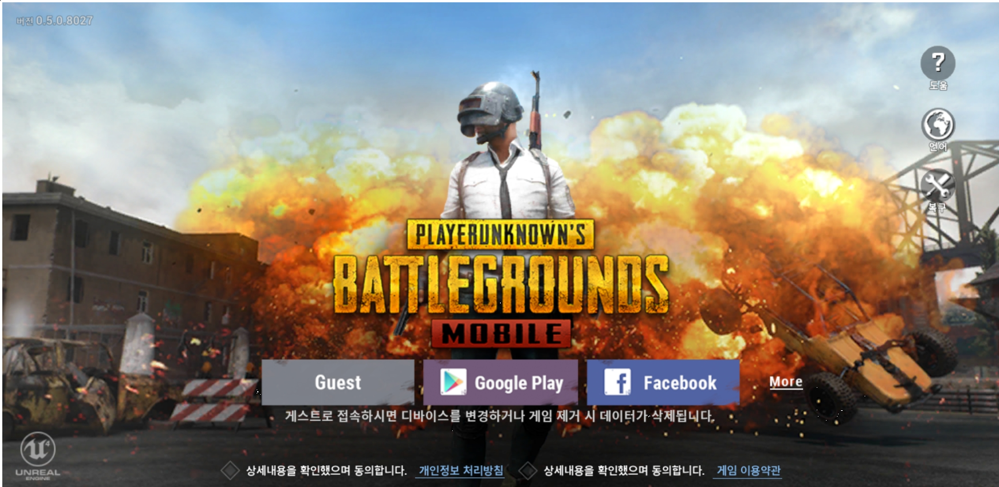 버전 0.5.0.8027
?
도움
언어
복구
PLAYERUNKNOWN'S
BATTLEGROUNDS
MOBILE
Guest
Google Play
f Facebook
More
게스트로 접속하시면 디바이스를 변경하거나 게임 제거 시 데이터가 삭제됩니다.
상세내용을 확인했으며 동의합니다. 개인정보 처리방침 상세내용을 확인했으며 동의합니다. 게임 이용약관
UNREAL
ENGINE